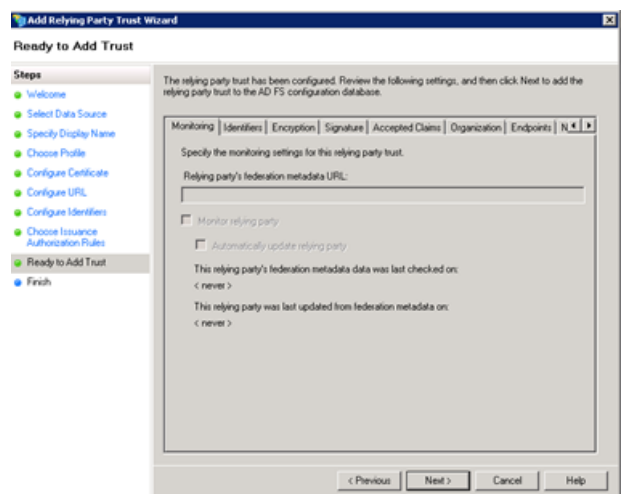 Add Relying Party Trust Wizard
Ready to Add Trust
Steps
Welcome
Select Data Source
Specify Display Name
Choose Profile
Configure Certificate
Configure URL
Configure Identifiers
Choose Issuance
Authorization Rules
Ready to Add Trust
Finish
The relying party trust has been configured. Review the following settings, and then click Next to add the
relying party trust to the AD FS configuration database.
Monitoring Identifiers Encryption Signature Accepted Claims Organization Endpoints N
Specify the monitoring settings for this relying party trust.
Relying party's federation metadata URL:
Monitor relying party
Automatically update relying party
This relying party's federation metadata data was last checked on:
< never >
This relying party was last updated from federation metadata on:
< never >
< Previous Next > Cancel Help